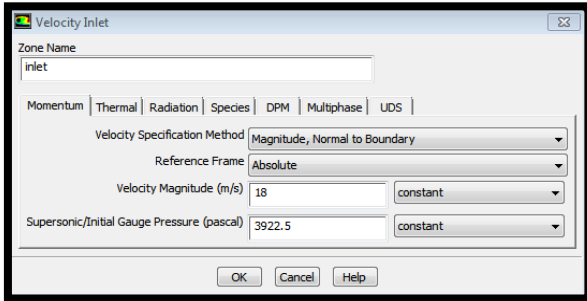 Velocity Inlet
Zone Name
inlet
Momentum Thermal Radiation Species DPM Multiphase UDS
Velocity Specification Method Magnitude, Normal to Boundary
Reference Frame Absolute
Velocity Magnitude (m/s) 18 constant
Supersonic/Initial Gauge Pressure (pascal) 3922.5 constant
OK Cancel Help